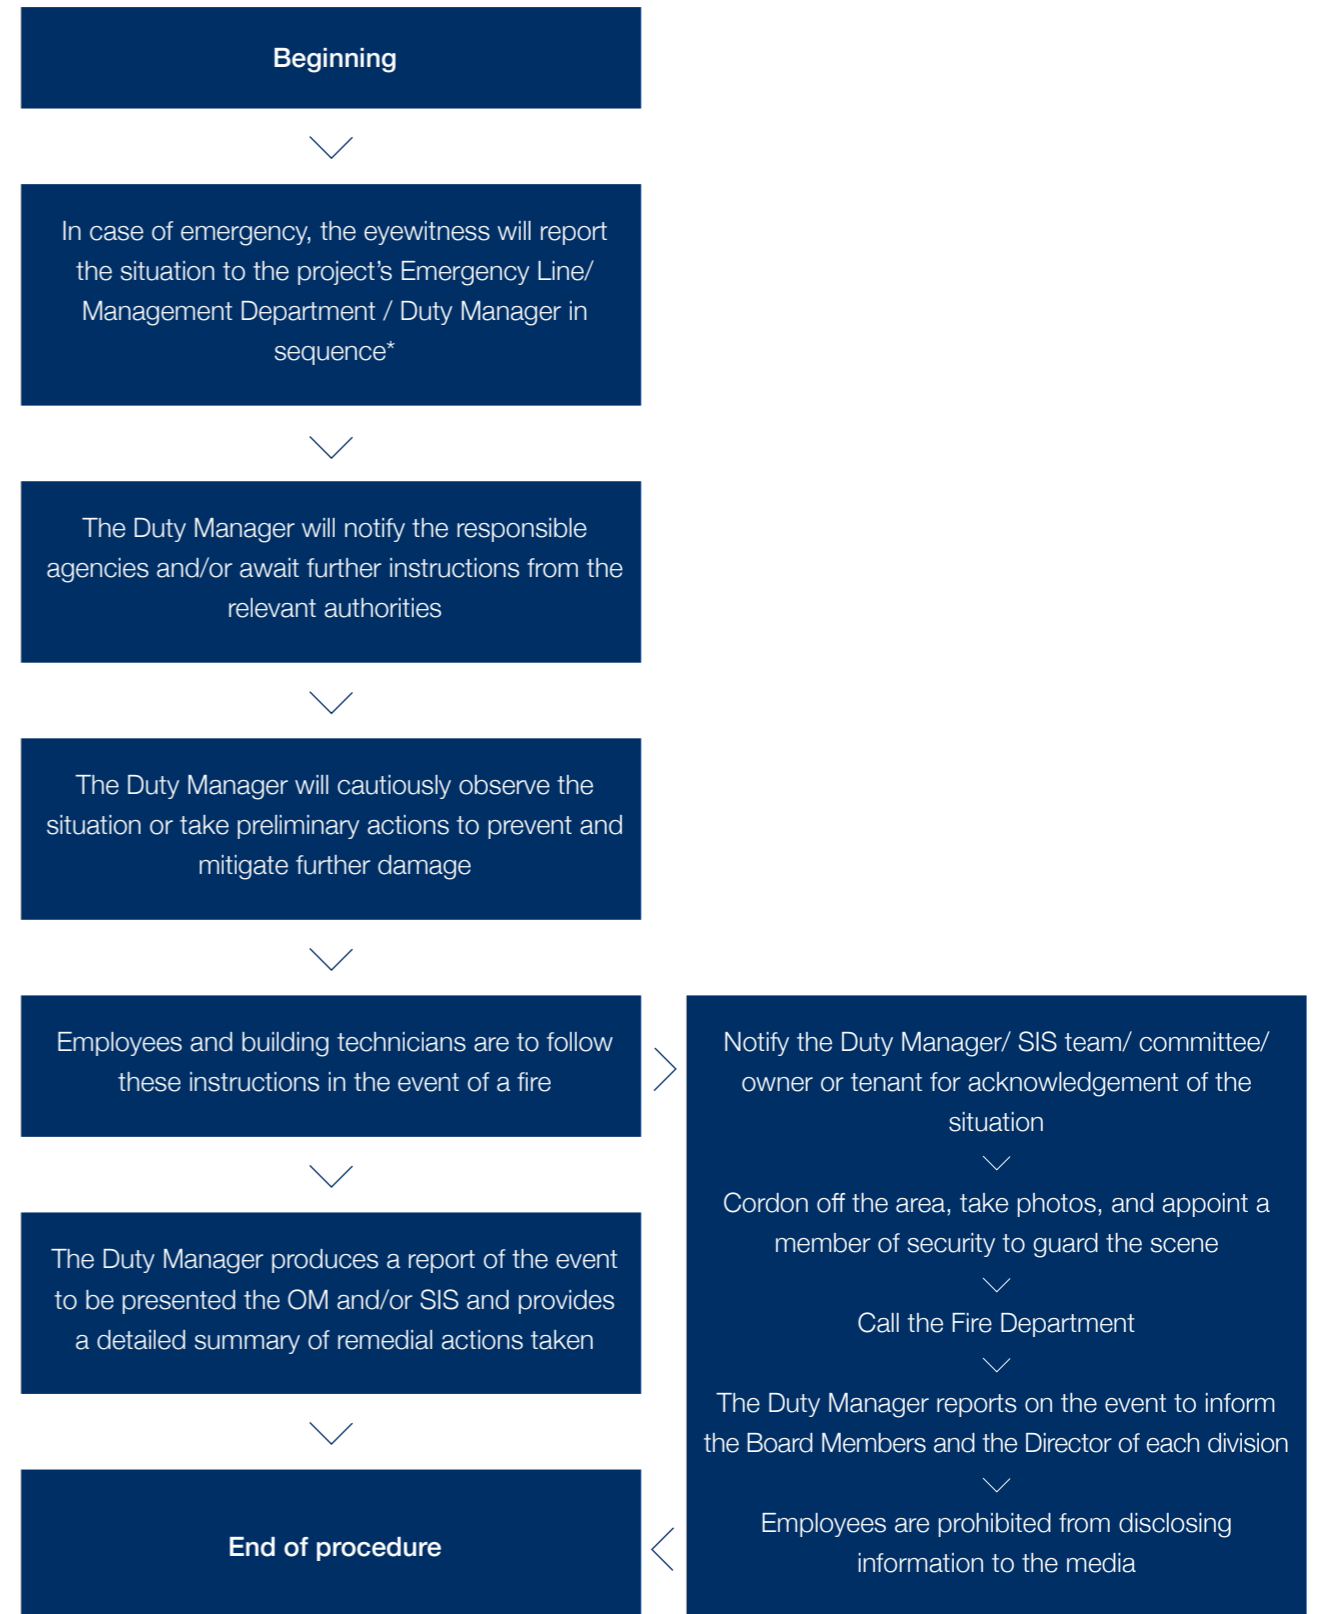 Beginning
In case of emergency, the eyewitness will report
the situation to the project’s Emergency Line/
Management Department / Duty Manager in
sequence*
The Duty Manager will notify the responsible
agencies and/or await further instructions from the
relevant authorities
The Duty Manager will cautiously observe the
situation or take preliminary actions to prevent and
mitigate further damage
Employees and building technicians are to follow
these instructions in the event of a fire
Notify the Duty Manager/ SIS team/ committee/
owner or tenant for acknowledgement of the
situation
Cordon off the area, take photos, and appoint a
member of security to guard the scene
Call the Fire Department
The Duty Manager reports on the event to inform
the Board Members and the Director of each division
Employees are prohibited from disclosing
information to the media
The Duty Manager produces a report of the event
to be presented the OM and/or SIS and provides
a detailed summary of remedial actions taken
End of procedure